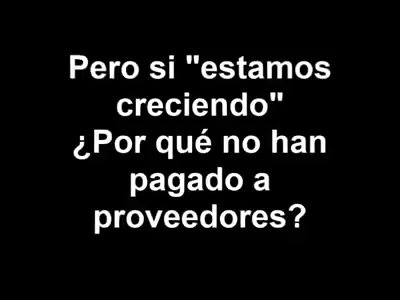 Pero si "estamos
creciendo"
¿Por qué no han
pagado a
proveedores?